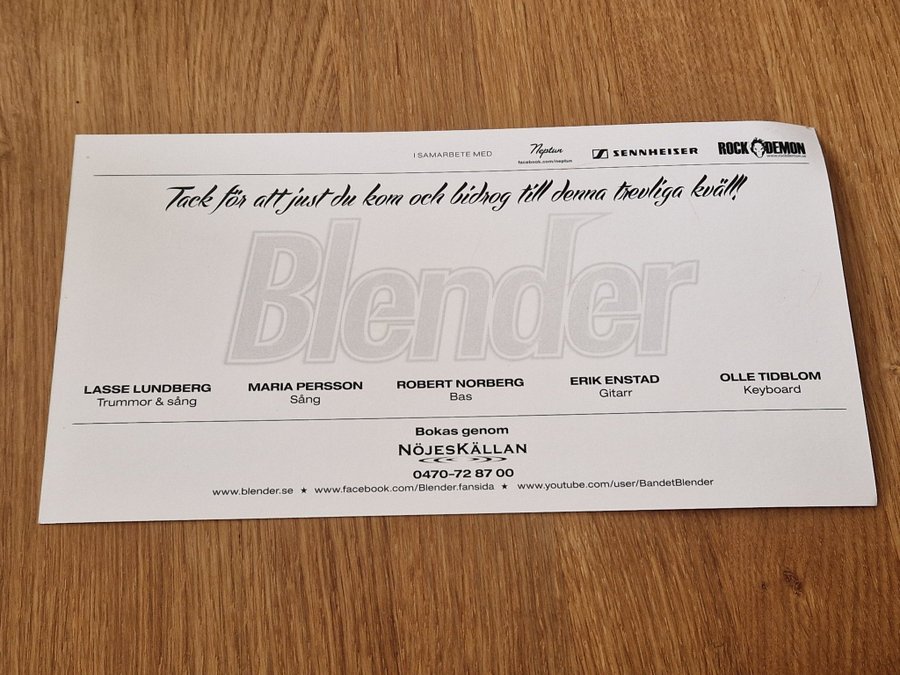 I SAMARBETE MED Neptun SENNHEISER ROCK DEMON
facebook.com/neptun www.rockdemon.se
Tack för att just du kom och bidrog till denna trevliga kväll!
Blender
LASSE LUNDBERG MARIA PERSSON ROBERT NORBERG ERIK ENSTAD OLLE TIDBLOM
Trummor & sång Sång Bas Gitarr Keyboard
Bokas genom
NÖJESKÄLLAN
0470-72 87 00
www.blender.se ★ www.facebook.com/Blender.fansida ★ www.youtube.com/user/BandetBlender